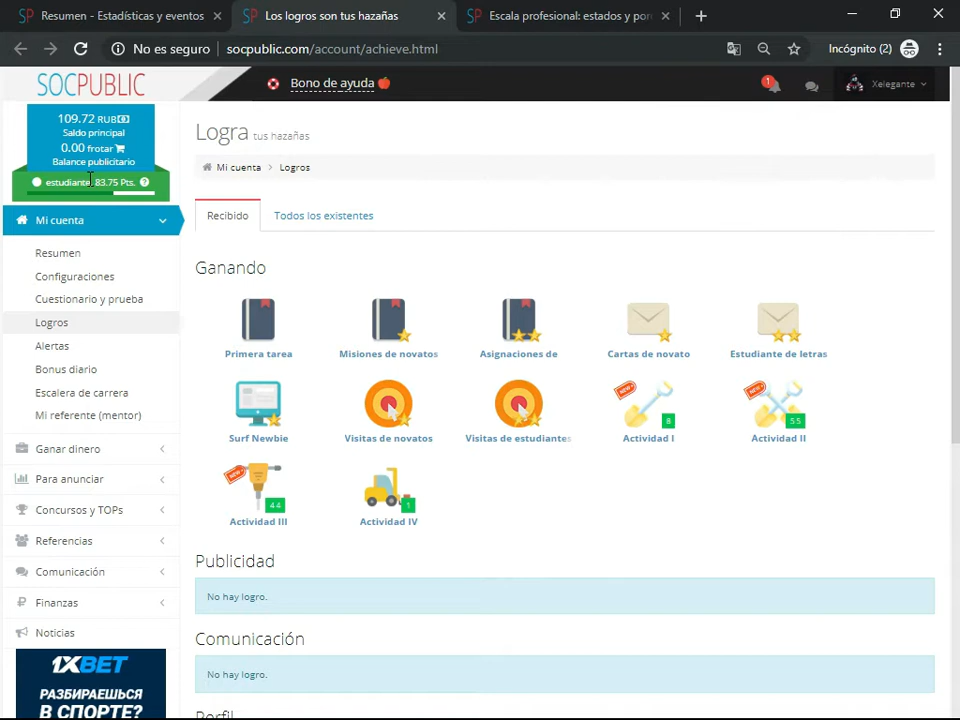 Resumen - Estadísticas y eventos
Los logros son tus hazañas
Escala profesional: estados y por
No es seguro
socpublic.com/account/achieve.html
Incógnito (2)
SOCPUBLIC
Bono de ayuda
1
Xelegante
109.72 RUB
Saldo principal
0.00 frotar
Balance publicitario
estudiante: 83.75 Pts.
Mi cuenta
Resumen
Configuraciones
Cuestionario y prueba
Logros
Alertas
Bonus diario
Escalera de carrera
Mi referente (mentor)
Ganar dinero
Para anunciar
Concursos y TOPs
Referencias
Comunicación
Finanzas
Noticias
1XBET
РАЗБИРАЕШЬСЯ
В СПОРТЕ?
Logra tus hazañas
Mi cuenta > Logros
Recibido
Todos los existentes
Ganando
Primera tarea
Misiones de novatos
Asignaciones de
Cartas de novato
Estudiante de letras
Surf Newbie
Visitas de novatos
Visitas de estudiantes
NEW
8
Actividad I
NEW
55
Actividad II
NEW
44
Actividad III
1
Actividad IV
Publicidad
No hay logro.
Comunicación
No hay logro.
Perfil